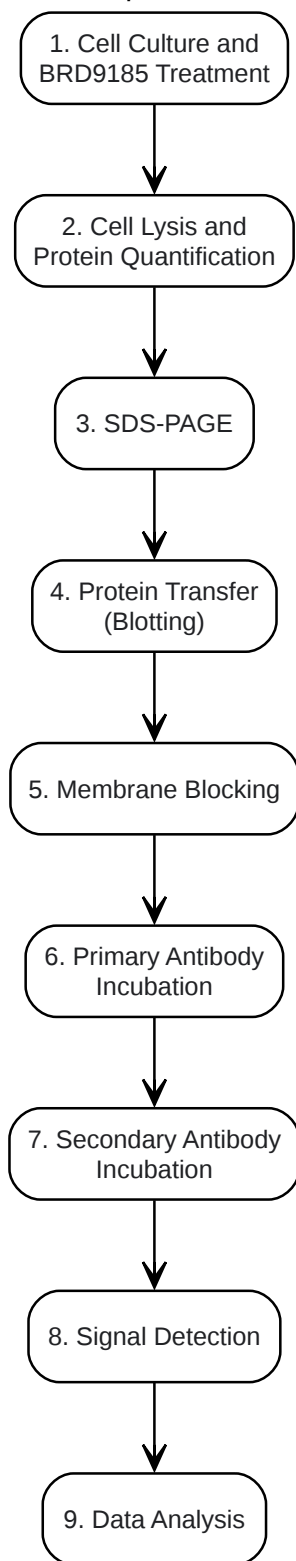 1. Cell Culture and
BRD9185 Treatment
2. Cell Lysis and
Protein Quantification
3. SDS-PAGE
4. Protein Transfer
(Blotting)
5. Membrane Blocking
6. Primary Antibody
Incubation
7. Secondary Antibody
Incubation
8. Signal Detection
9. Data Analysis